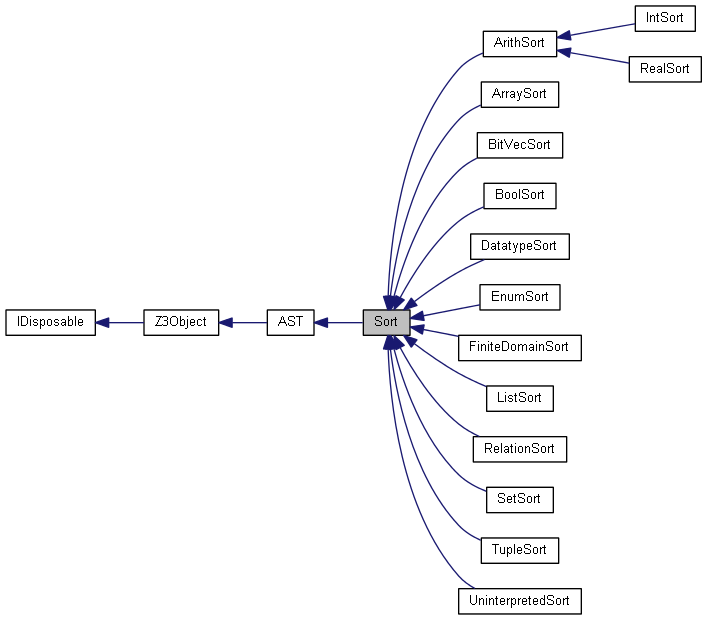 IntSort
ArithSort
RealSort
ArraySort
BitVecSort
BoolSort
DatatypeSort
EnumSort
IDisposable
Z3Object
AST
Sort
FiniteDomainSort
ListSort
RelationSort
SetSort
TupleSort
UninterpretedSort